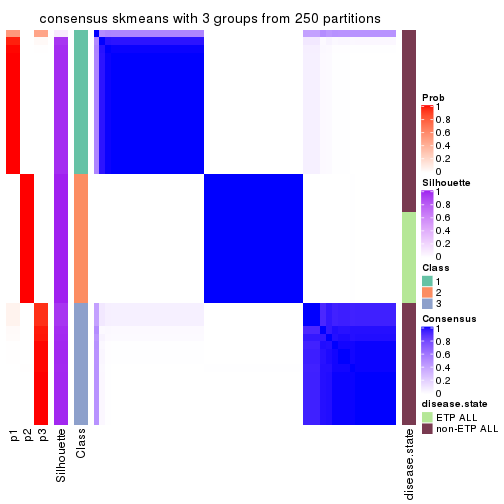 consensus skmeans with 3 groups from 250 partitions
Prob
1
0.8
0.6
0.4
0.2
0
Silhouette
1
0.8
0.6
0.4
0.2
0
Class
1
2
3
Consensus
1
0.8
0.6
0.4
0.2
0
disease.state
ETP ALL
non-ETP ALL
p1
p2
p3
Silhouette
Class
disease.state